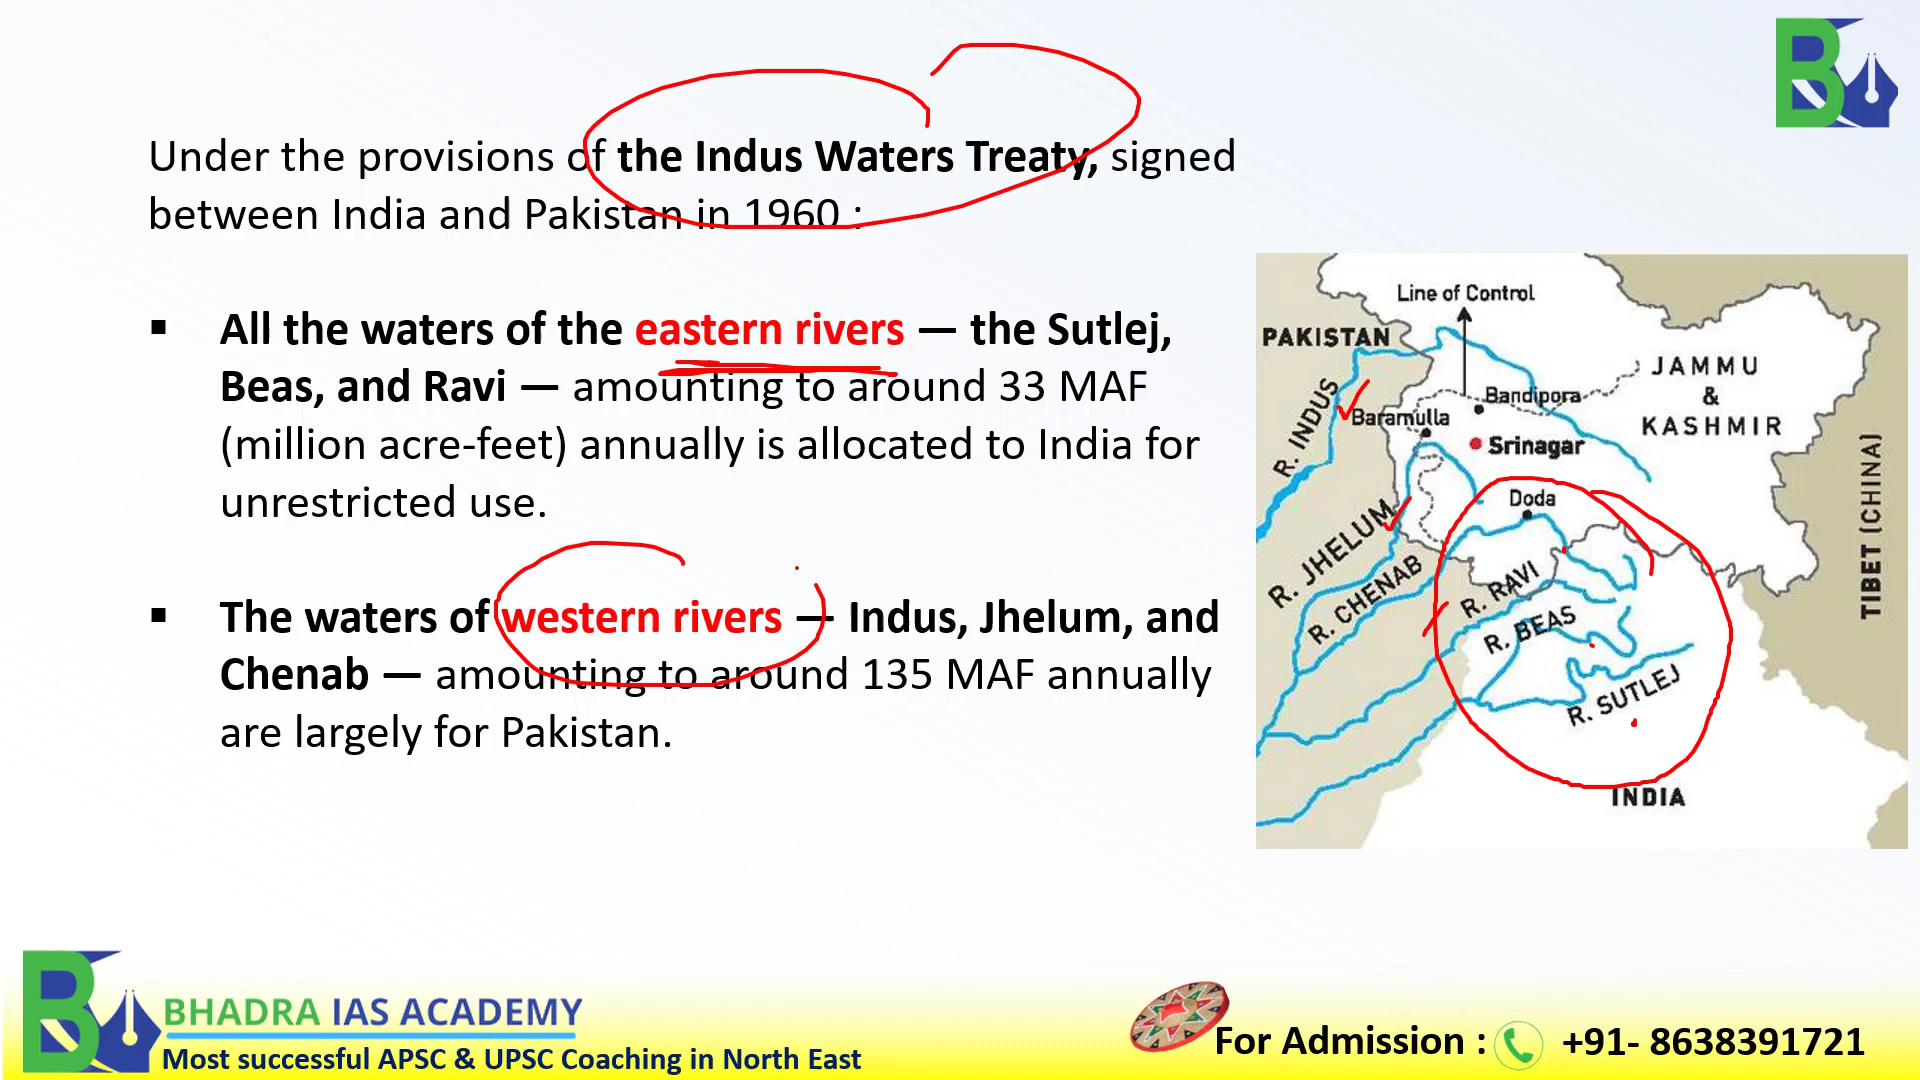 Under the provisions of the Indus Waters Treaty, signed
between India and Pakistan in 1960 :
▪ All the waters of the eastern rivers — the Sutlej,
Beas, and Ravi — amounting to around 33 MAF
(million acre-feet) annually is allocated to India for
unrestricted use.
▪ The waters of western rivers — Indus, Jhelum, and
Chenab — amounting to around 135 MAF annually
are largely for Pakistan.
Line of Control
PAKISTAN
JAMMU
&
KASHMIR
R. INDUS
Bandipora
Baramulla
Srinagar
Doda
R. JHELUM
R. CHENAB
R. RAVI
R. BEAS
R. SUTLEJ
TIBET (CHINA)
INDIA
BHADRA IAS ACADEMY
Most successful APSC & UPSC Coaching in North East
For Admission : +91- 8638391721